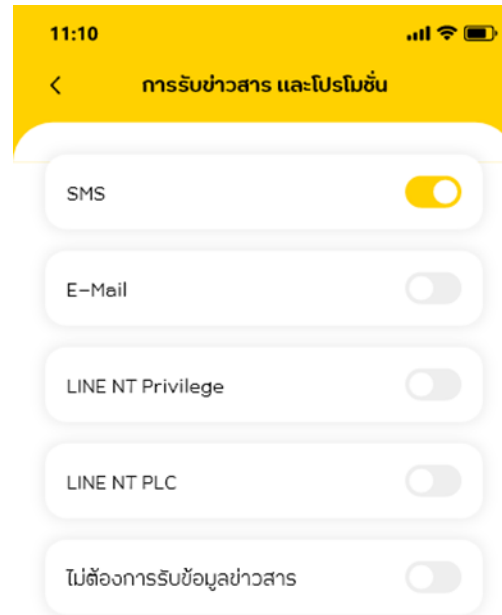 11:10
การรับข่าวสาร และโปรโมชั่น
SMS
E-Mail
LINE NT Privilege
LINE NT PLC
ไม่ต้องการรับข้อมูลข่าวสาร